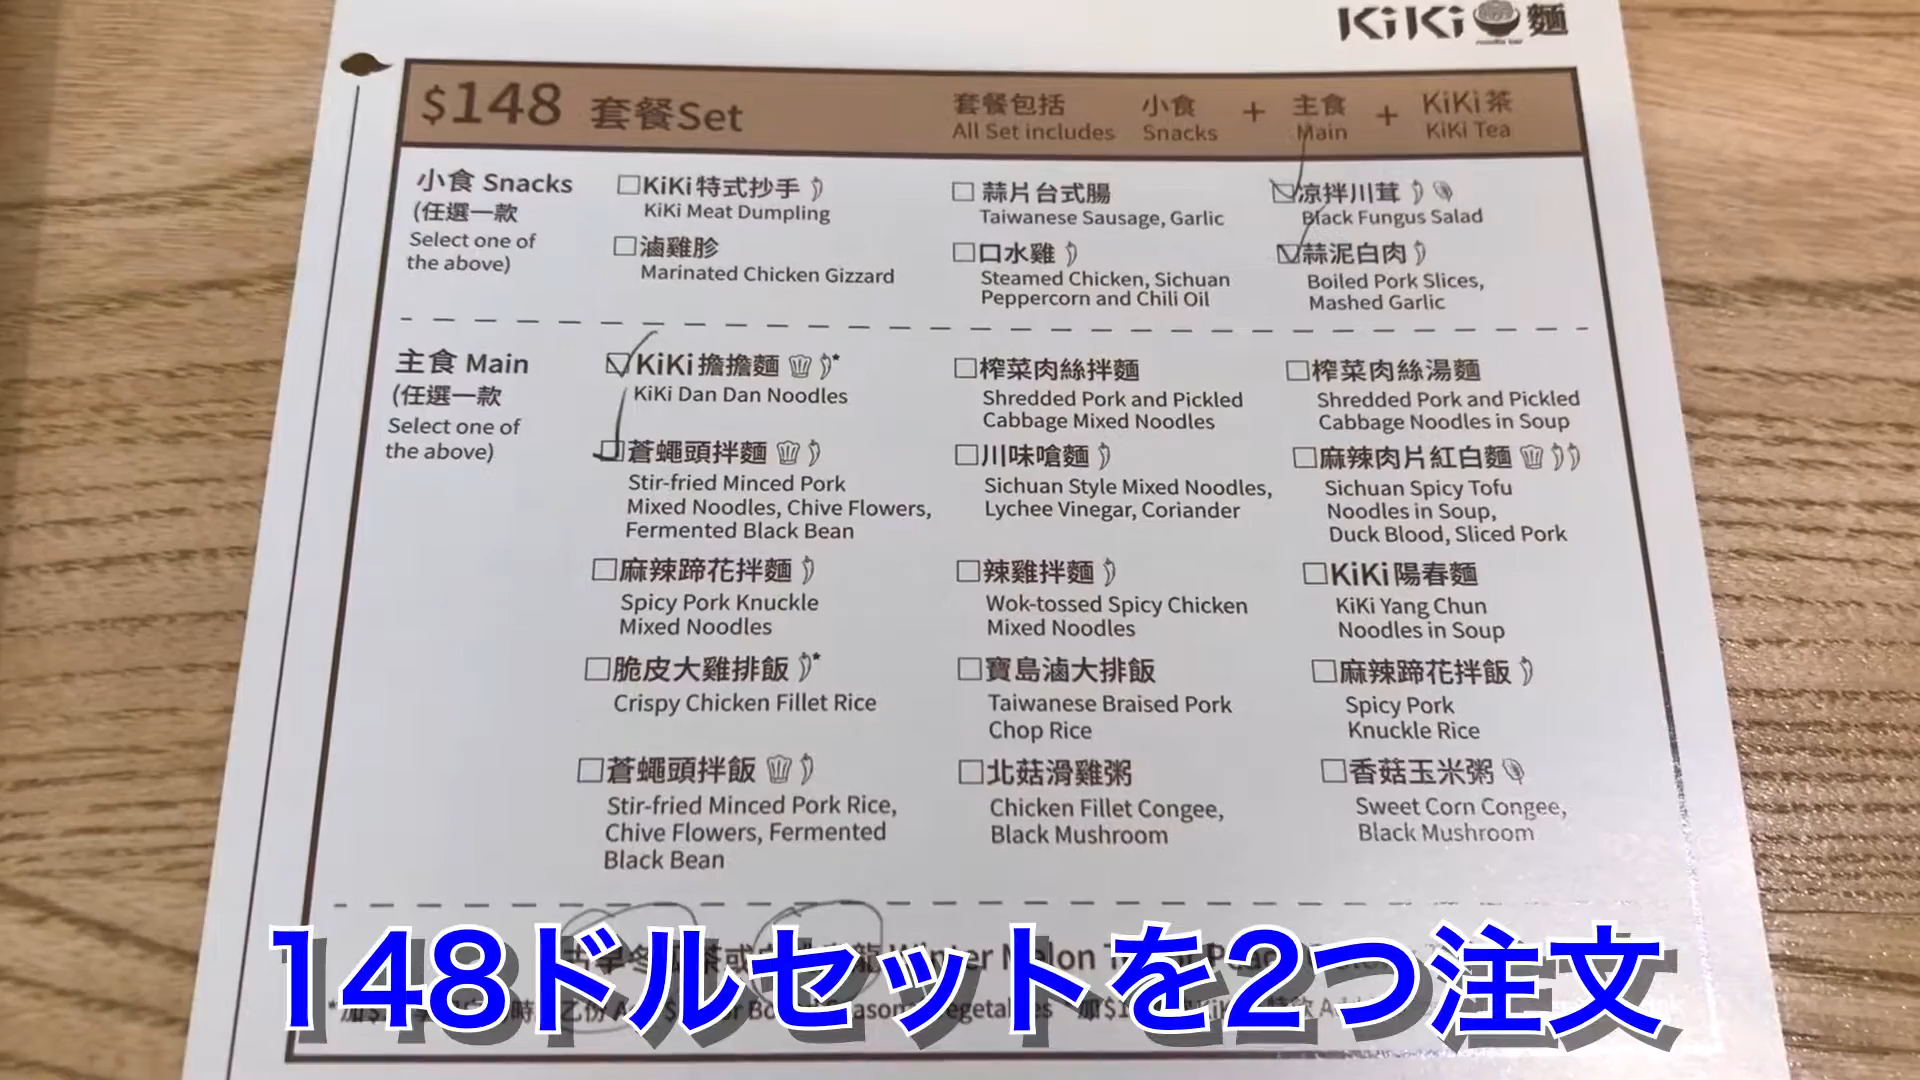 KiKi 麵
$148 套餐Set
套餐包括 小食 + 主食 + KiKi茶
All Set includes Snacks Main KiKi Tea
小食 Snacks
(任選一款
Select one of
the above)
KiKi特式抄手
KiKi Meat Dumpling
蒜片台式腸
Taiwanese Sausage, Garlic
凉拌川茸
Black Fungus Salad
滷雞胗
Marinated Chicken Gizzard
口水雞
Steamed Chicken, Sichuan
Peppercorn and Chili Oil
蒜泥白肉
Boiled Pork Slices,
Mashed Garlic
主食 Main
(任選一款
Select one of
the above)
KiKi擔擔麵
KiKi Dan Dan Noodles
榨菜肉絲拌麵
Shredded Pork and Pickled
Cabbage Mixed Noodles
榨菜肉絲湯麵
Shredded Pork and Pickled
Cabbage Noodles in Soup
蒼蠅頭拌麵
Stir-fried Minced Pork
Mixed Noodles, Chive Flowers,
Fermented Black Bean
川味嗆麵
Sichuan Style Mixed Noodles,
Lychee Vinegar, Coriander
麻辣肉片紅白麵
Sichuan Spicy Tofu
Noodles in Soup,
Duck Blood, Sliced Pork
麻辣蹄花拌麵
Spicy Pork Knuckle
Mixed Noodles
辣雞拌麵
Wok-tossed Spicy Chicken
Mixed Noodles
KiKi陽春麵
KiKi Yang Chun
Noodles in Soup
脆皮大雞排飯
Crispy Chicken Fillet Rice
寶島滷大排飯
Taiwanese Braised Pork
Chop Rice
麻辣蹄花拌飯
Spicy Pork
Knuckle Rice
蒼蠅頭拌飯
Stir-fried Minced Pork Rice,
Chive Flowers, Fermented
Black Bean
北菇滑雞粥
Chicken Fillet Congee,
Black Mushroom
香菇玉米粥
Sweet Corn Congee,
Black Mushroom
148ドルセットを2つ注文